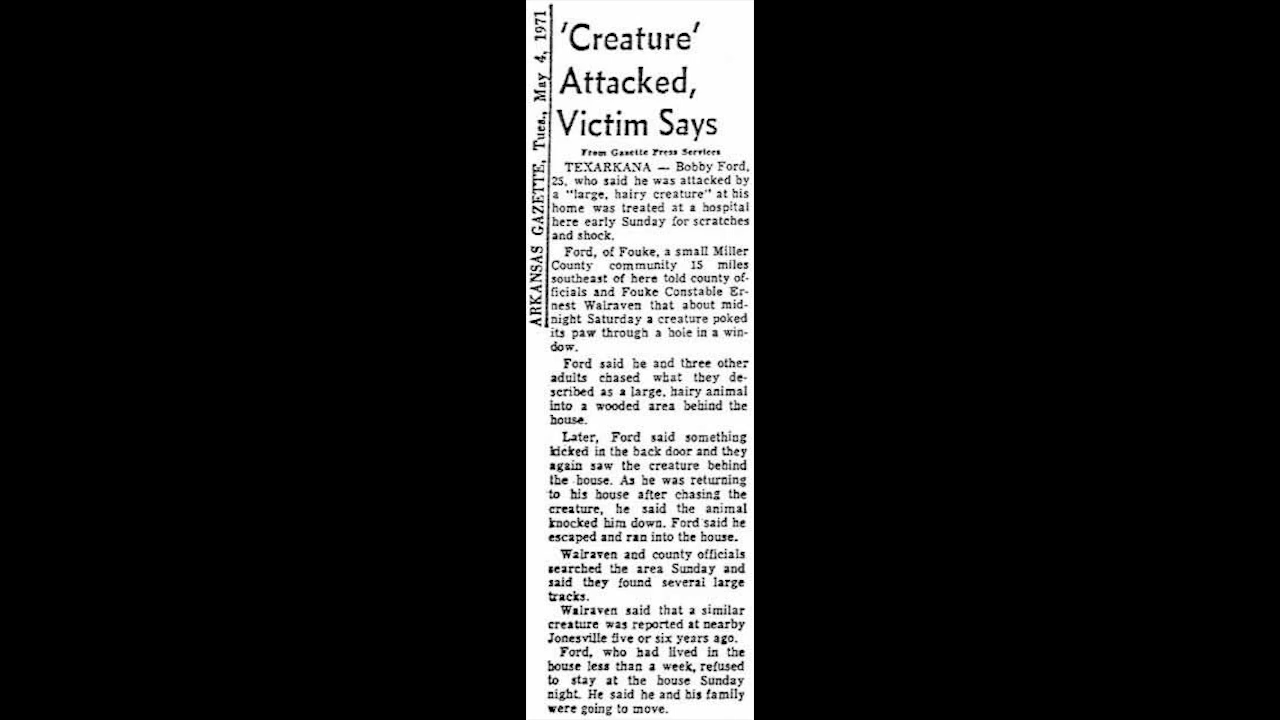 ARKANSAS GAZETTE, Tues., May 4, 1971
'Creature'
Attacked,
Victim Says
From Gazette Press Services
TEXARKANA — Bobby Ford,
25, who said he was attacked by
a "large, hairy creature" at his
home was treated at a hospital
here early Sunday for scratches
and shock.
Ford, of Fouke, a small Miller
County community 15 miles
southeast of here told county of-
ficials and Fouke Constable Er-
nest Walraven that about mid-
night Saturday a creature poked
its paw through a hole in a win-
dow.
Ford said he and three other
adults chased what they de-
scribed as a large, hairy animal
into a wooded area behind the
house.
Later, Ford said something
kicked in the back door and they
again saw the creature behind
the house. As he was returning
to his house after chasing the
creature, he said the animal
knocked him down. Ford said he
escaped and ran into the house.
Walraven and county officials
searched the area Sunday and
said they found several large
tracks.
Walraven said that a similar
creature was reported at nearby
Jonesville five or six years ago.
Ford, who had lived in the
house less than a week, refused
to stay at the house Sunday
night. He said he and his family
were going to move.